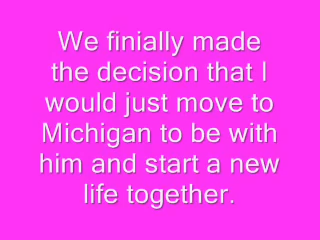 We finially made
the decision that I
would just move to
Michigan to be with
him and start a new
life together.